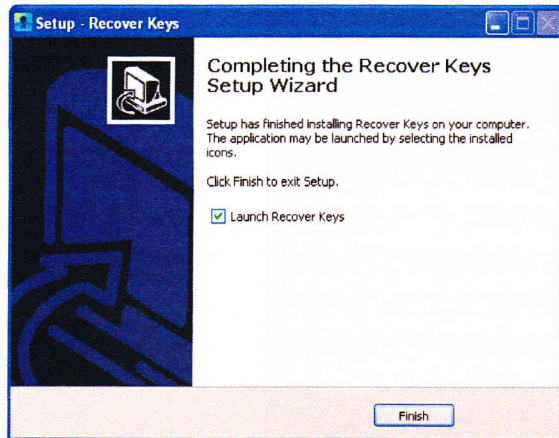 Setup - Recover Keys
Completing the Recover Keys
Setup Wizard
Setup has finished installing Recover Keys on your computer.
The application may be launched by selecting the installed
icons.
Click Finish to exit Setup.
Launch Recover Keys
Finish